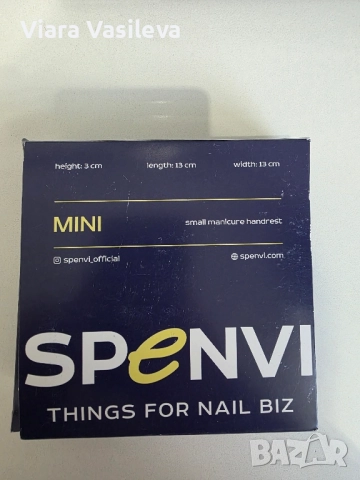 Viara Vasileva
height: 3 cm length: 13 cm width: 13 cm
MINI small manicure handrest
spenvi_official spenvi.com
SPeNVI
THINGS FOR NAIL BIZ
BAZAR